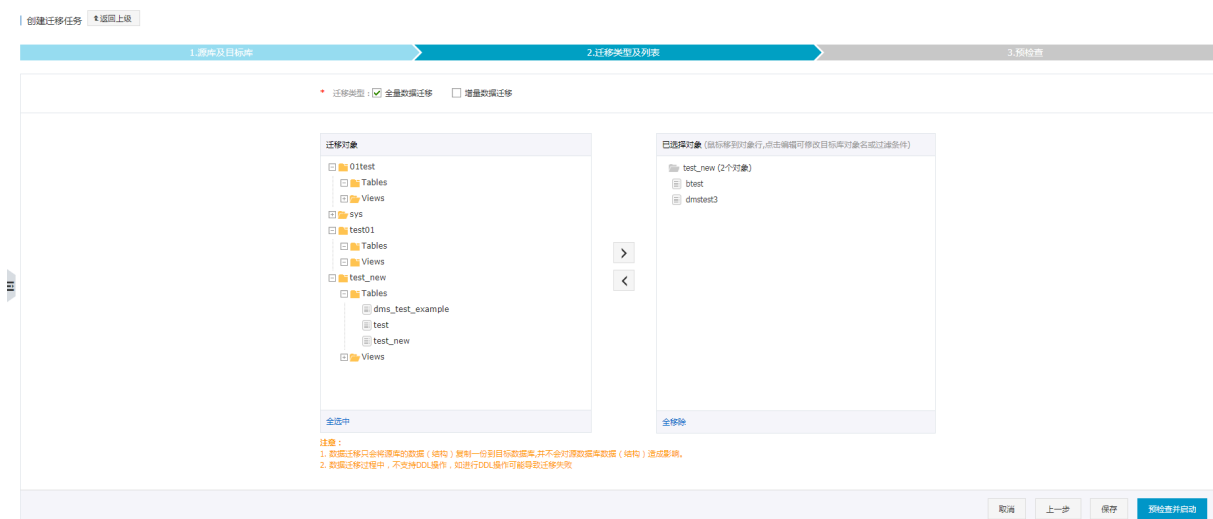 创建迁移任务 返回上级
1.源库及目标库 2.迁移类型及列表 3.预检查
* 迁移类型：全量数据迁移 增量数据迁移
迁移对象
01test
Tables
Views
sys
test01
Tables
Views
test_new
Tables
dms_test_example
test
test_new
Views
全选中
已选择对象 (鼠标移到对象行,点击编辑可修改目标库对象名或过滤条件)
test_new (2个对象)
btest
dmstest3
全移除
注意：
1. 数据迁移只会将源库的数据（结构）复制一份到目标数据库,并不会对源数据库数据（结构）造成影响。
2. 数据迁移过程中，不支持DDL操作，如进行DDL操作可能导致迁移失败
取消 上一步 保存 预检查并启动